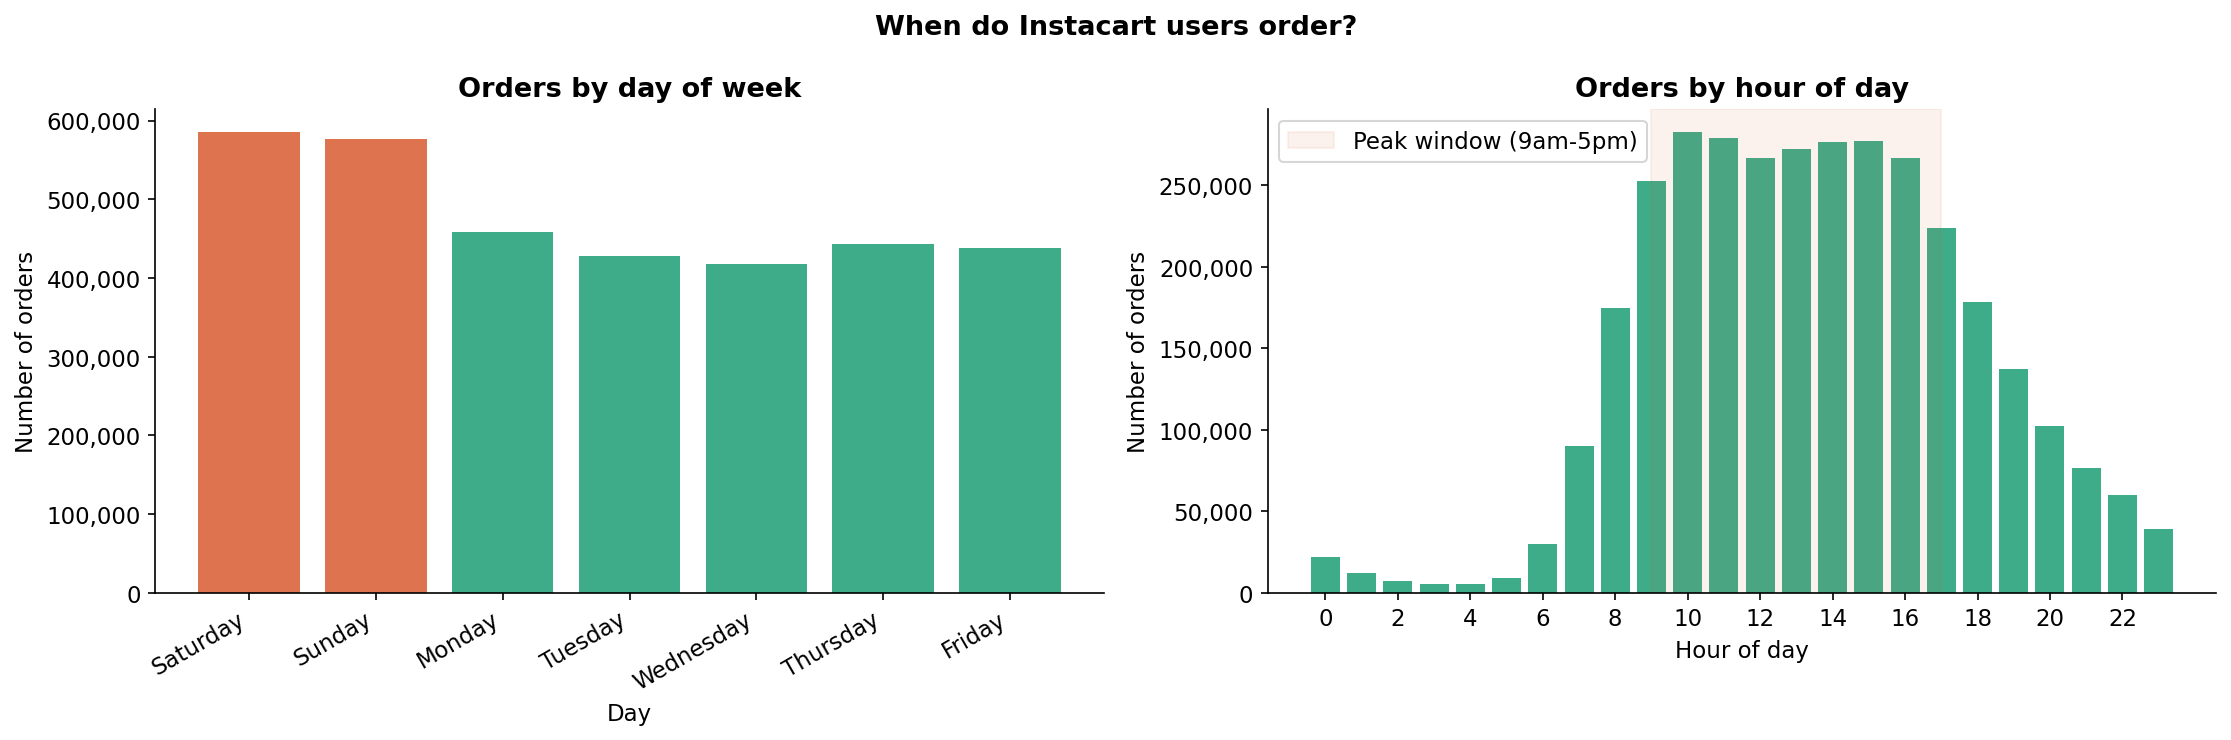 When do Instacart users order?
Orders by day of week
Number of orders
600,000
500,000
400,000
300,000
200,000
100,000
0
Saturday
Sunday
Monday
Tuesday
Wednesday
Thursday
Friday
Day
Orders by hour of day
Peak window (9am-5pm)
Number of orders
250,000
200,000
150,000
100,000
50,000
0
0 2 4 6 8 10 12 14 16 18 20 22
Hour of day